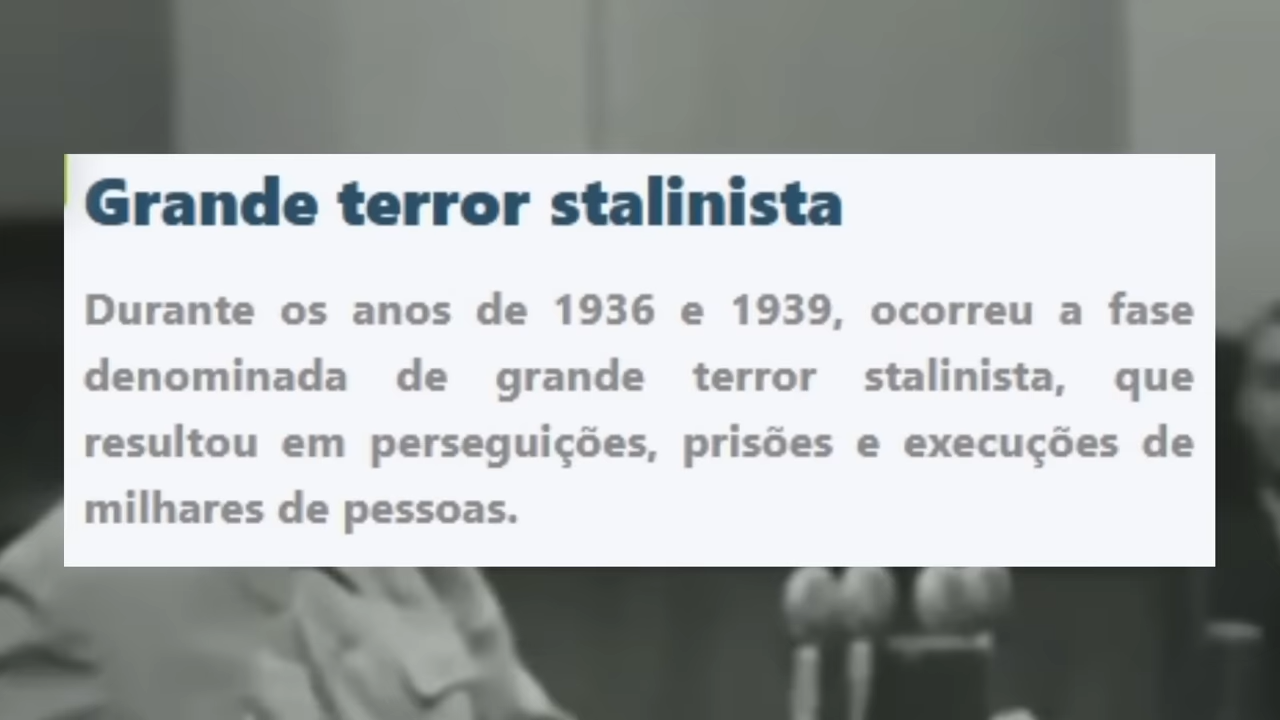 Grande terror stalinista
Durante os anos de 1936 e 1939, ocorreu a fase
denominada de grande terror stalinista, que
resultou em perseguições, prisões e execuções de
milhares de pessoas.